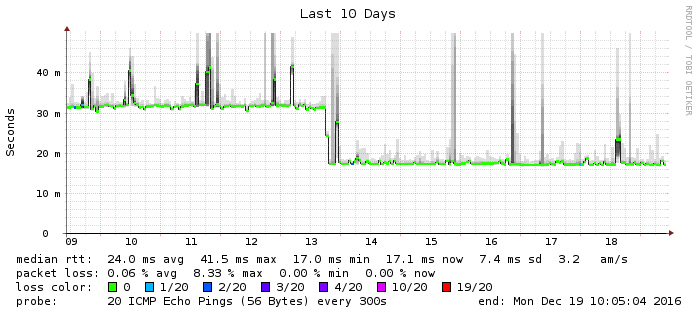 Last 10 Days
RRDTOOL / TOBI OETIKER
Seconds
40 m
30 m
20 m
10 m
0
09 10 11 12 13 14 15 16 17 18
median rtt: 24.0 ms avg 41.5 ms max 17.0 ms min 17.1 ms now 7.4 ms sd 3.2 am/s
packet loss: 0.06 % avg 8.33 % max 0.00 % min 0.00 % now
loss color: 0 1/20 2/20 3/20 4/20 10/20 19/20
probe: 20 ICMP Echo Pings (56 Bytes) every 300s end: Mon Dec 19 10:05:04 2016